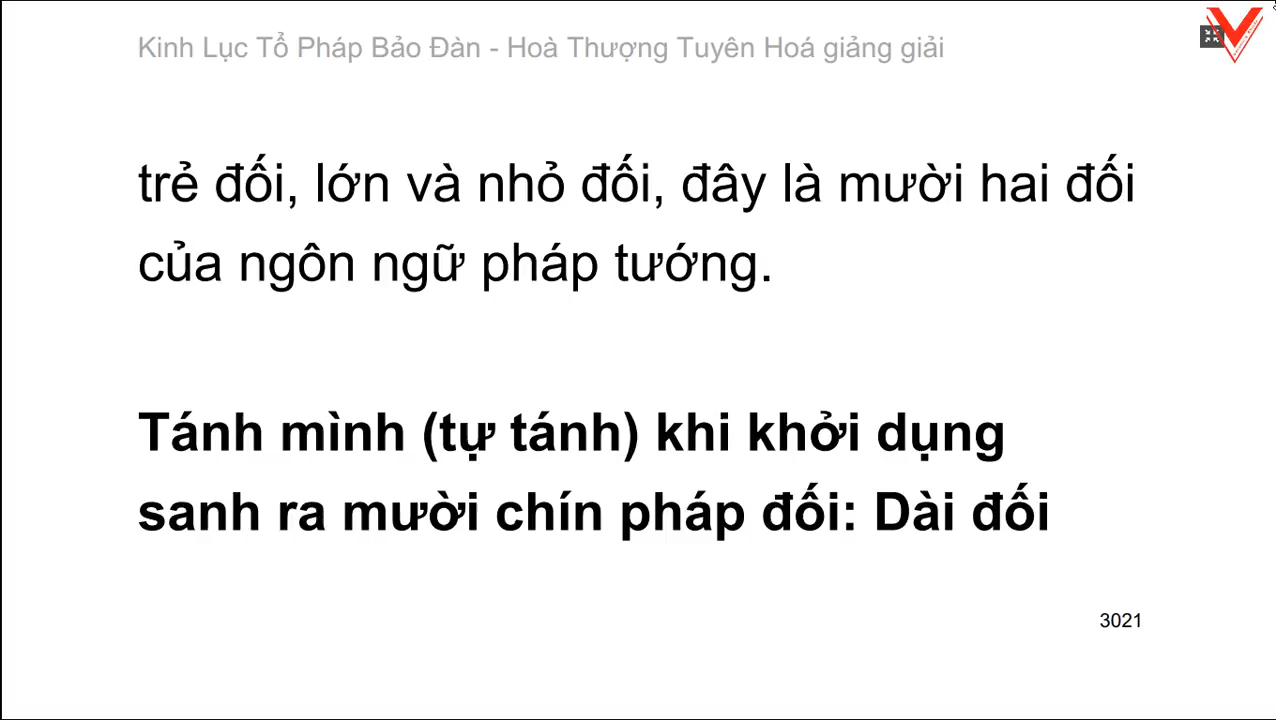 Kinh Lục Tổ Pháp Bảo Đàn - Hoà Thượng Tuyên Hoá giảng giải
trẻ đối, lớn và nhỏ đối, đây là mười hai đối
của ngôn ngữ pháp tướng.
Tánh mình (tự tánh) khi khởi dụng
sanh ra mười chín pháp đối: Dài đối
3021